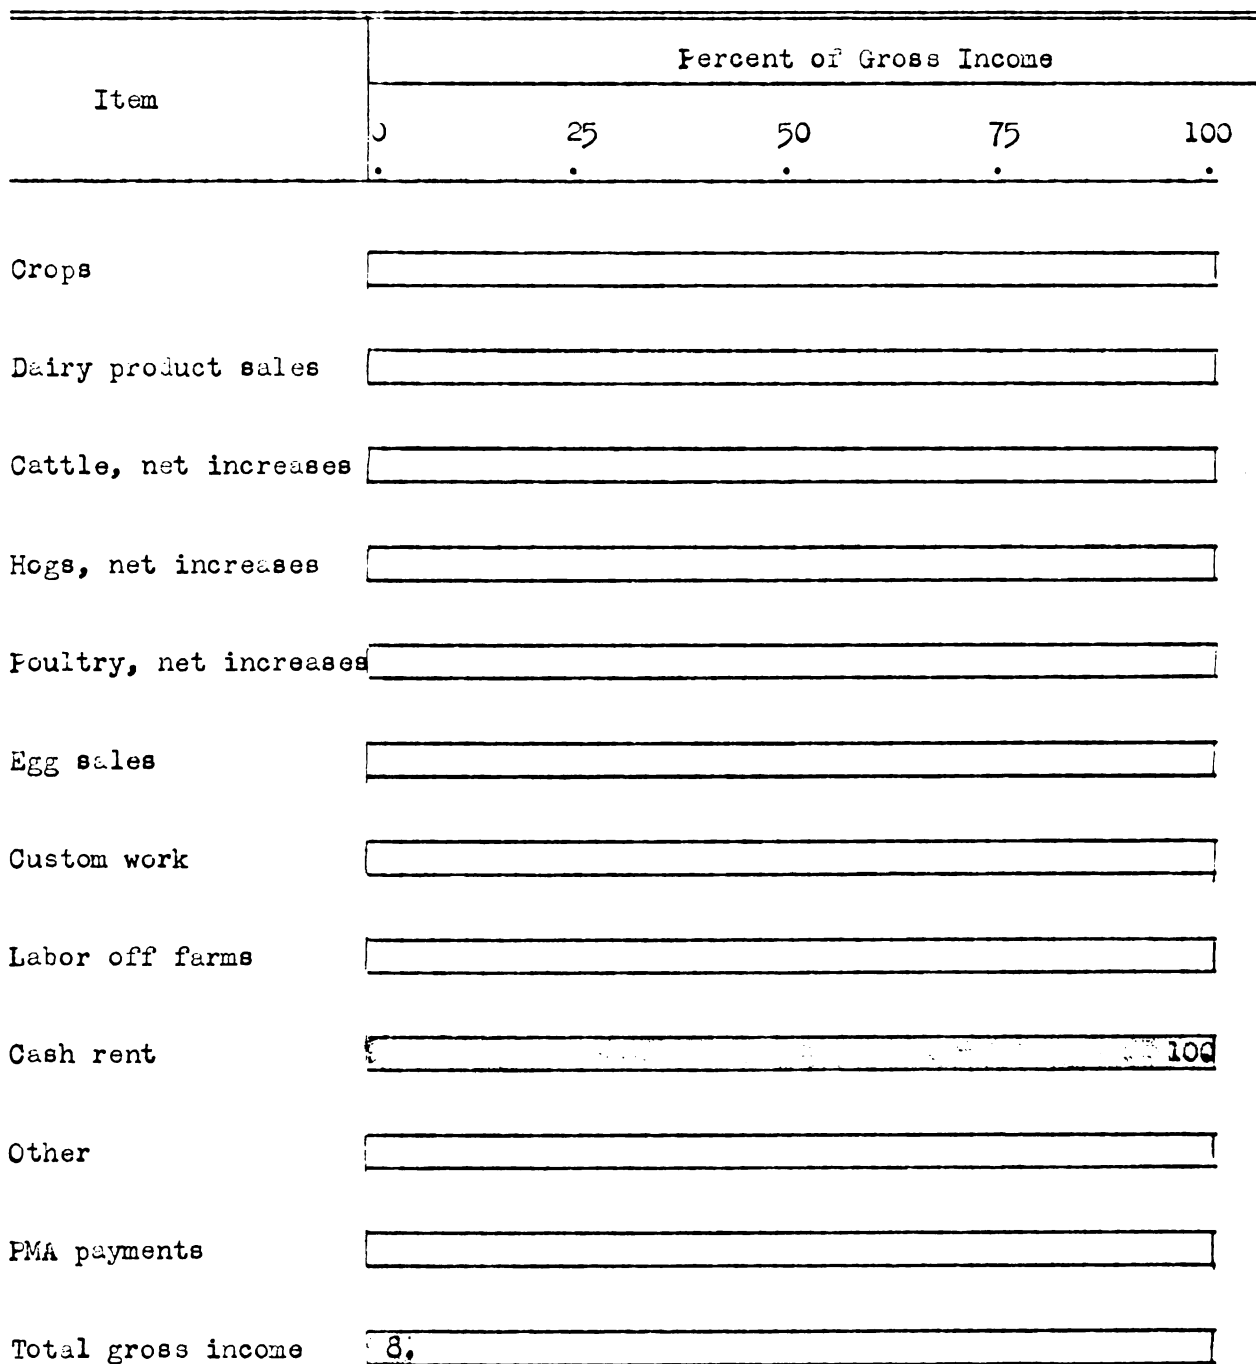 Percent of Gross Income
Item
0 25 50 75 100
Crops
Dairy product sales
Cattle, net increases
Hogs, net increases
Poultry, net increases
Egg sales
Custom work
Labor off farms
Cash rent 100
Other
PMA payments
Total gross income 8.